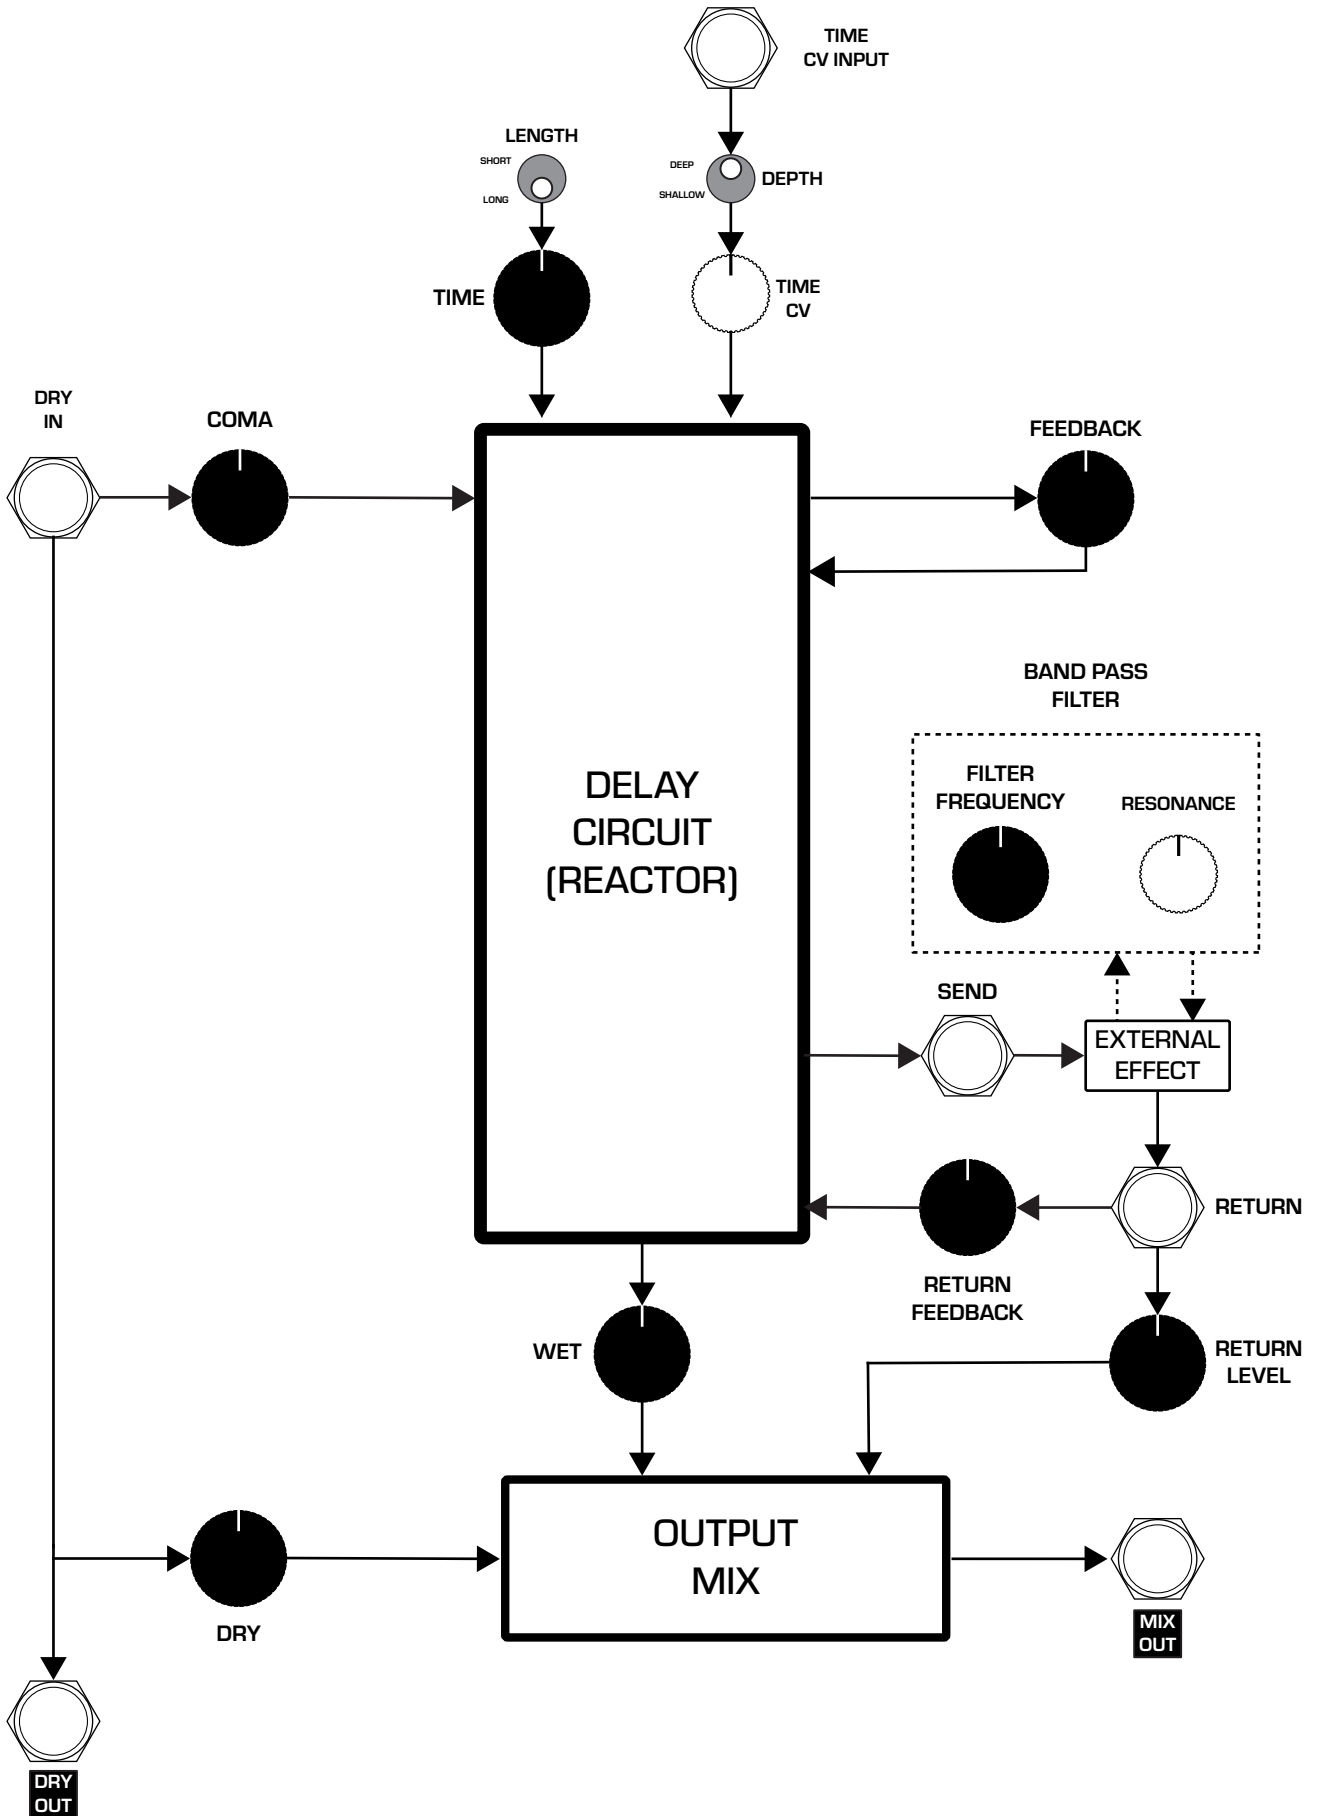 TIME
CV INPUT
LENGTH
SHORT
LONG
DEEP
SHALLOW
DEPTH
TIME
TIME
CV
DRY
IN
COMA
FEEDBACK
BAND PASS
FILTER
FILTER
FREQUENCY
RESONANCE
DELAY
CIRCUIT
(REACTOR)
SEND
EXTERNAL
EFFECT
RETURN
RETURN
FEEDBACK
WET
RETURN
LEVEL
OUTPUT
MIX
DRY
MIX
OUT
DRY
OUT